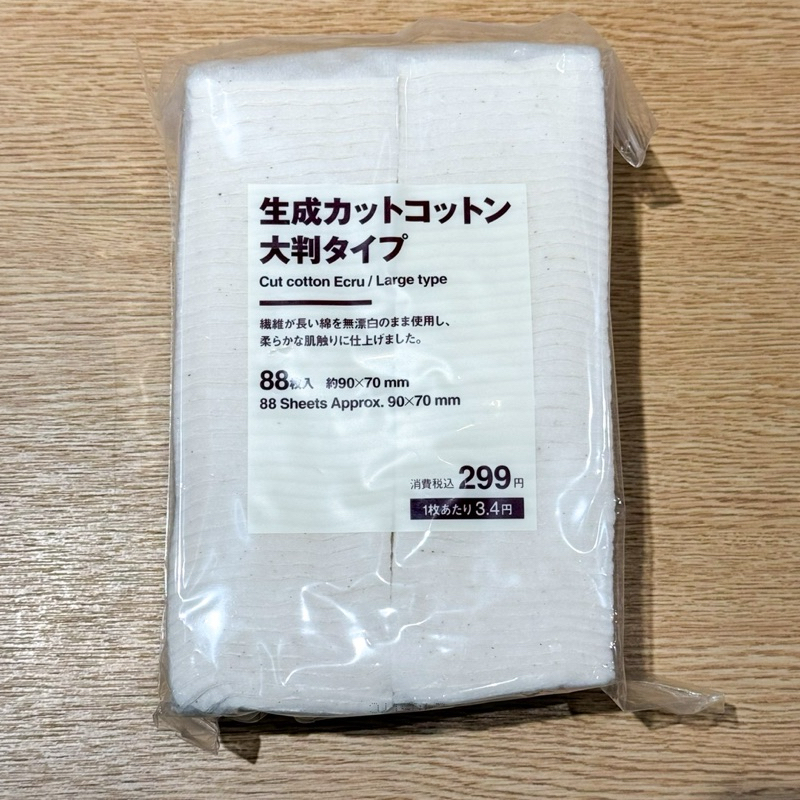 生成カットコットン
大判タイプ
Cut cotton Ecru / Large type
繊維が長い綿を無漂白のまま使用し、
柔らかな肌触りに仕上げました。
88枚入 約90×70 mm
88 Sheets Approx. 90×70 mm
消費税込 299円
1枚あたり 3.4円